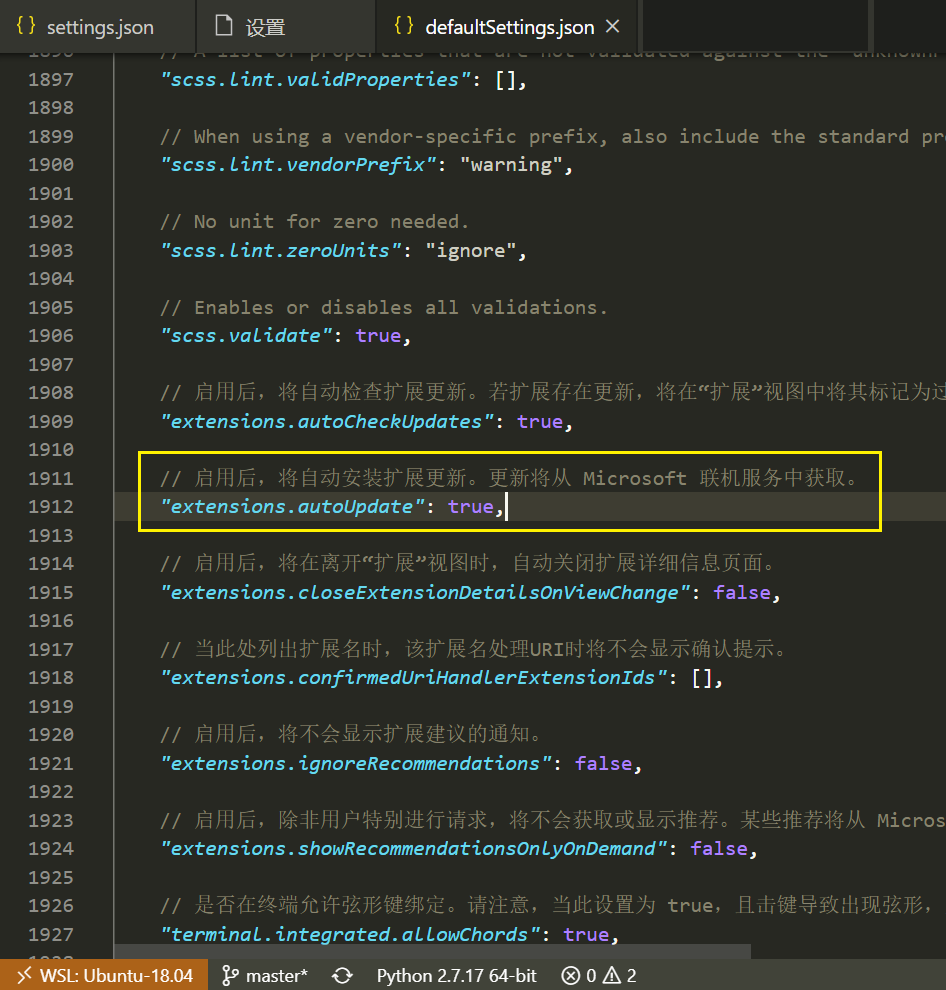 settings.json 设置 defaultSettings.json
1896 // A list of properties that are not validated against the
1897 "scss.lint.validProperties": [],
1898
1899 // When using a vendor-specific prefix, also include the standard
1900 "scss.lint.vendorPrefix": "warning",
1901
1902 // No unit for zero needed.
1903 "scss.lint.zeroUnits": "ignore",
1904
1905 // Enables or disables all validations.
1906 "scss.validate": true,
1907
1908 // 启用后，将自动检查扩展更新。若扩展存在更新，将在“扩展”视图中将其标记为过
1909 "extensions.autoCheckUpdates": true,
1910
1911 // 启用后，将自动安装扩展更新。更新将从 Microsoft 联机服务中获取。
1912 "extensions.autoUpdate": true,
1913
1914 // 启用后，将在离开“扩展”视图时，自动关闭扩展详细信息页面。
1915 "extensions.closeExtensionDetailsOnViewChange": false,
1916
1917 // 当此处列出扩展名时，该扩展名处理URI时将不会显示确认提示。
1918 "extensions.confirmedUriHandlerExtensionIds": [],
1919
1920 // 启用后，将不会显示扩展建议的通知。
1921 "extensions.ignoreRecommendations": false,
1922
1923 // 启用后，除非用户特别进行请求，将不会获取或显示推荐。某些推荐将从 Micros
1924 "extensions.showRecommendationsOnlyOnDemand": false,
1925
1926 // 是否在终端允许弦形键绑定。请注意，当此设置为 true，且击键导致出现弦形，
1927 "terminal.integrated.allowChords": true,
WSL: Ubuntu-18.04 master* Python 2.7.17 64-bit 0 2